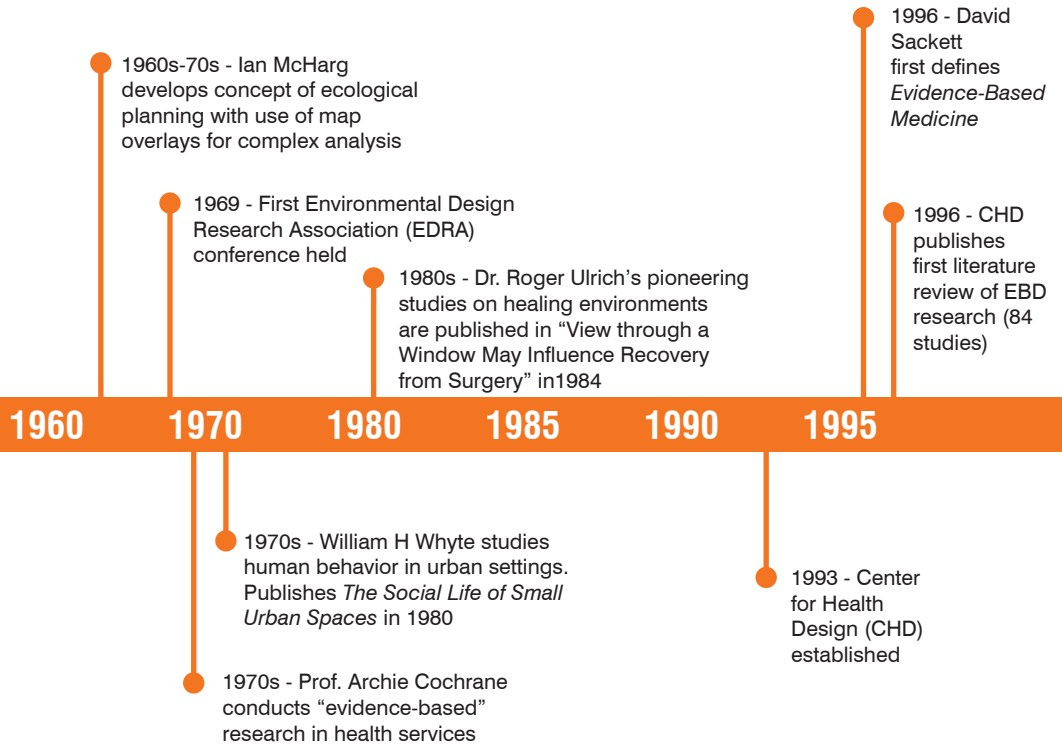 1960s-70s - Ian McHarg
develops concept of ecological
planning with use of map
overlays for complex analysis
1969 - First Environmental Design
Research Association (EDRA)
conference held
1980s - Dr. Roger Ulrich’s pioneering
studies on healing environments
are published in “View through a
Window May Influence Recovery
from Surgery” in1984
1996 - David
Sackett
first defines
Evidence-Based
Medicine
1996 - CHD
publishes
first literature
review of EBD
research (84
studies)
1960 1970 1980 1985 1990 1995
1970s - William H Whyte studies
human behavior in urban settings.
Publishes The Social Life of Small
Urban Spaces in 1980
1970s - Prof. Archie Cochrane
conducts “evidence-based”
research in health services
1993 - Center
for Health
Design (CHD)
established